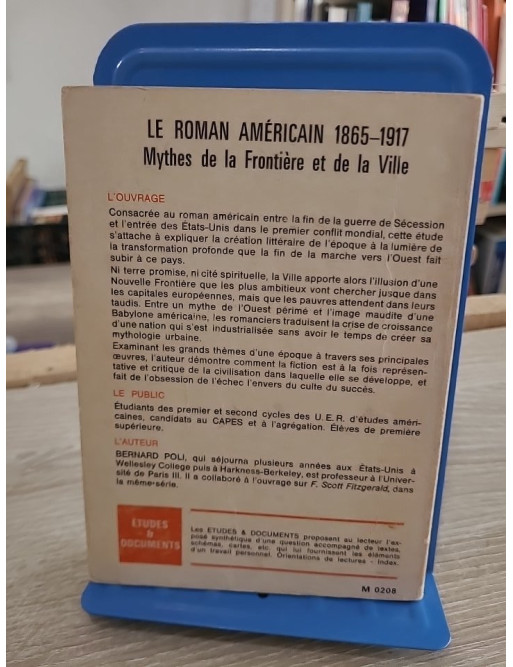 LE ROMAN AMÉRICAIN 1865–1917
Mythes de la Frontière et de la Ville
L'OUVRAGE
Consacrée au roman américain entre la fin de la guerre de Sécession
et l'entrée des États-Unis dans le premier conflit mondial, cette étude
s'attache à expliquer la création littéraire de l'époque à la lumière de
la transformation profonde que la fin de la marche vers l'Ouest fait
subir à ce pays.
Ni terre promise, ni cité spirituelle, la Ville apporte alors l'illusion d'une
Nouvelle Frontière que les plus ambitieux vont chercher jusque dans
les capitales européennes, mais que les pauvres attendent dans leurs
taudis. Entre un mythe de l'Ouest périmé et l'image maudite d'une
Babylone américaine, les romanciers traduisent la crise de croissance
d'une nation qui s'est industrialisée sans avoir le temps de créer sa
mythologie urbaine.
Examinant les grands thèmes d'une époque à travers ses principales
œuvres, l'auteur démontre comment la fiction est à la fois représen-
tative et critique de la civilisation dans laquelle elle se développe, et
fait de l'obsession de l'échec l'envers du culte du succès.
LE PUBLIC
Étudiants des premier et second cycles des U.E.R. d'études améri-
caines, candidats au CAPES et à l'agrégation. Élèves de première
supérieure.
L'AUTEUR
BERNARD POLI, qui séjourna plusieurs années aux États-Unis à
Wellesley College puis à Harkness-Berkeley, est professeur à l'Univer-
sité de Paris III. Il a collaboré à l'ouvrage sur F. Scott Fitzgerald, dans
la même série.
ÉTUDES
&
DOCUMENTS
Les ÉTUDES & DOCUMENTS proposent au lecteur l'ex-
posé synthétique d'une question accompagné de textes,
schémas, cartes, etc. qui lui fournissent les éléments
d'un travail personnel. Orientations de lectures - Index.
M 0208